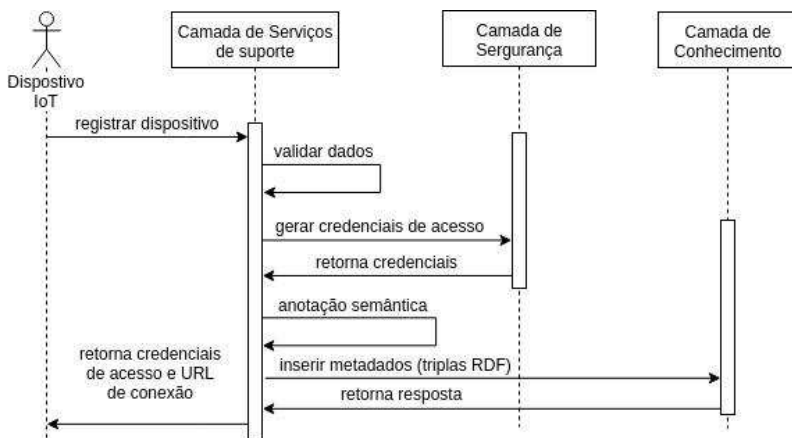 Camada de Serviços
de suporte
Camada de
Sergurança
Camada de
Conhecimento
Dispostivo
IoT
registrar dispositivo
validar dados
gerar credenciais de acesso
retorna credenciais
anotação semântica
retorna credenciais
de acesso e URL
de conexão
inserir metadados (triplas RDF)
retorna resposta